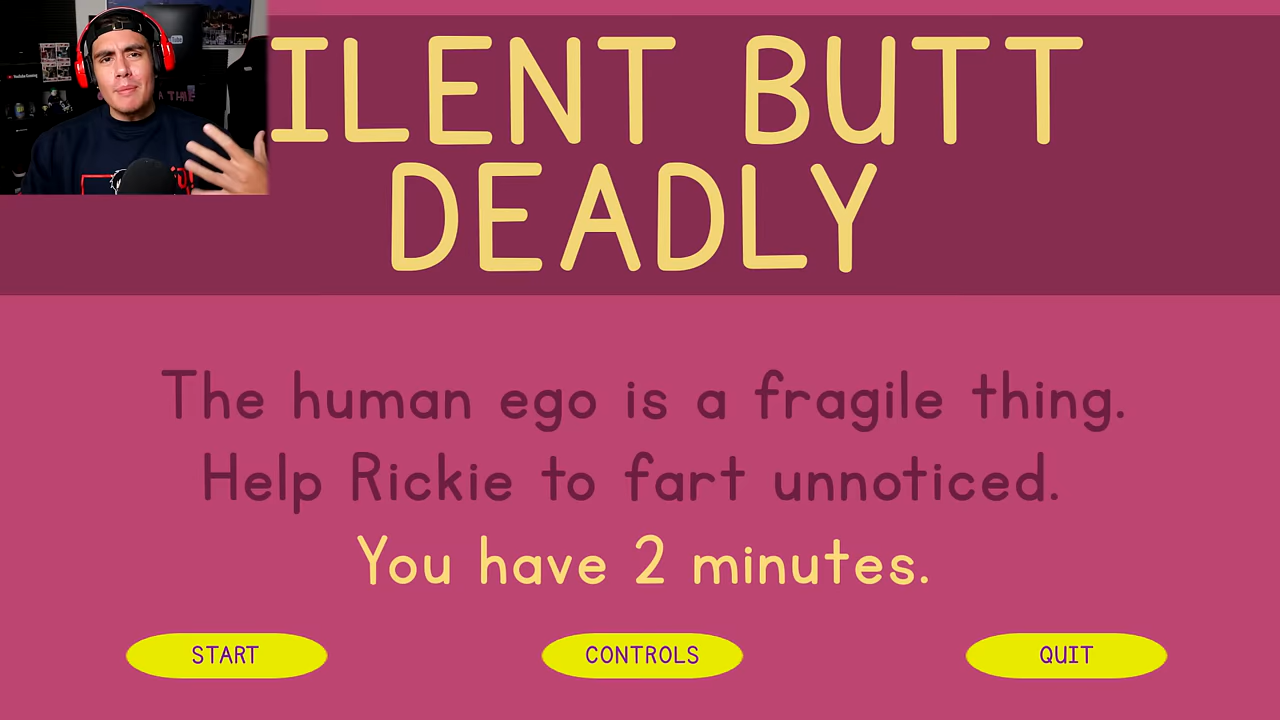 ILENT BUTT
DEADLY
The human ego is a fragile thing.
Help Rickie to fart unnoticed.
You have 2 minutes.
START
CONTROLS
QUIT